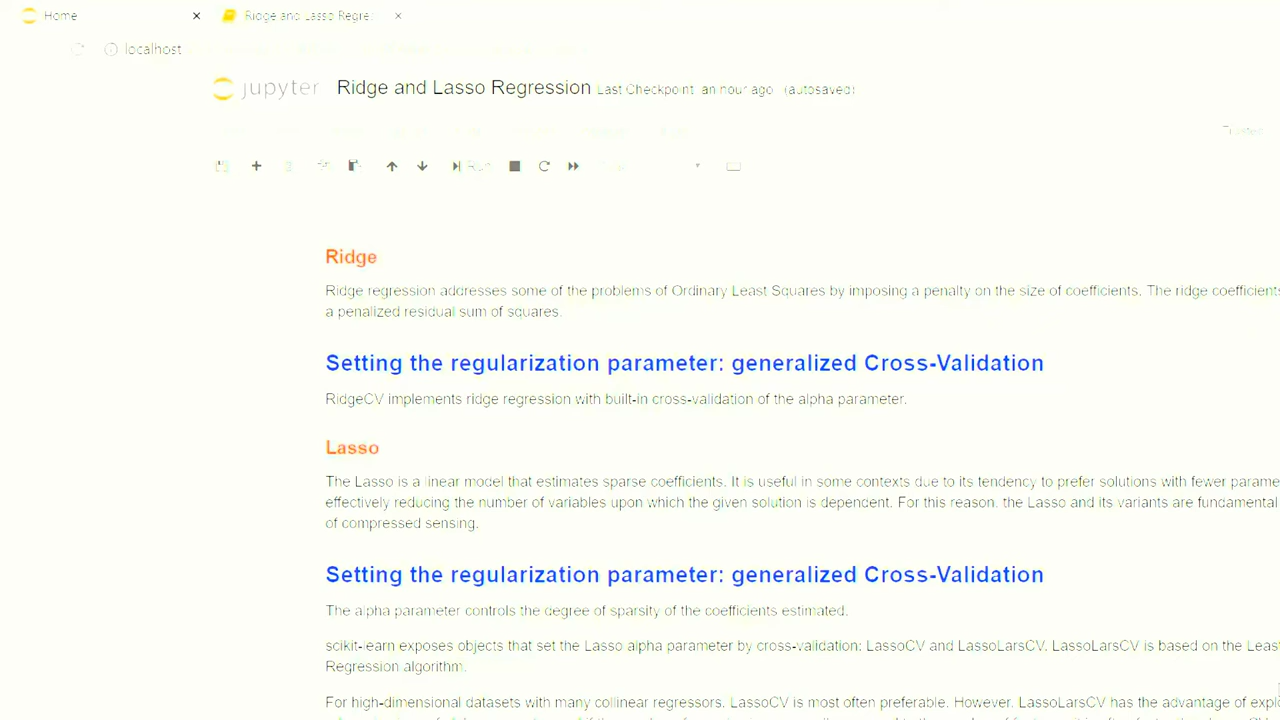 Home
Ridge and Lasso Regre
localhost
jupyter Ridge and Lasso Regression Last Checkpoint an hour ago (autosaved)
Run
Ridge
Ridge regression addresses some of the problems of Ordinary Least Squares by imposing a penalty on the size of coefficients. The ridge coefficients
a penalized residual sum of squares.
Setting the regularization parameter: generalized Cross-Validation
RidgeCV implements ridge regression with built-in cross-validation of the alpha parameter.
Lasso
The Lasso is a linear model that estimates sparse coefficients. It is useful in some contexts due to its tendency to prefer solutions with fewer parame
effectively reducing the number of variables upon which the given solution is dependent. For this reason, the Lasso and its variants are fundamental
of compressed sensing.
Setting the regularization parameter: generalized Cross-Validation
The alpha parameter controls the degree of sparsity of the coefficients estimated.
scikit-learn exposes objects that set the Lasso alpha parameter by cross-validation: LassoCV and LassoLarsCV. LassoLarsCV is based on the Least
Regression algorithm.
For high-dimensional datasets with many collinear regressors, LassoCV is most often preferable. However, LassoLarsCV has the advantage of expl